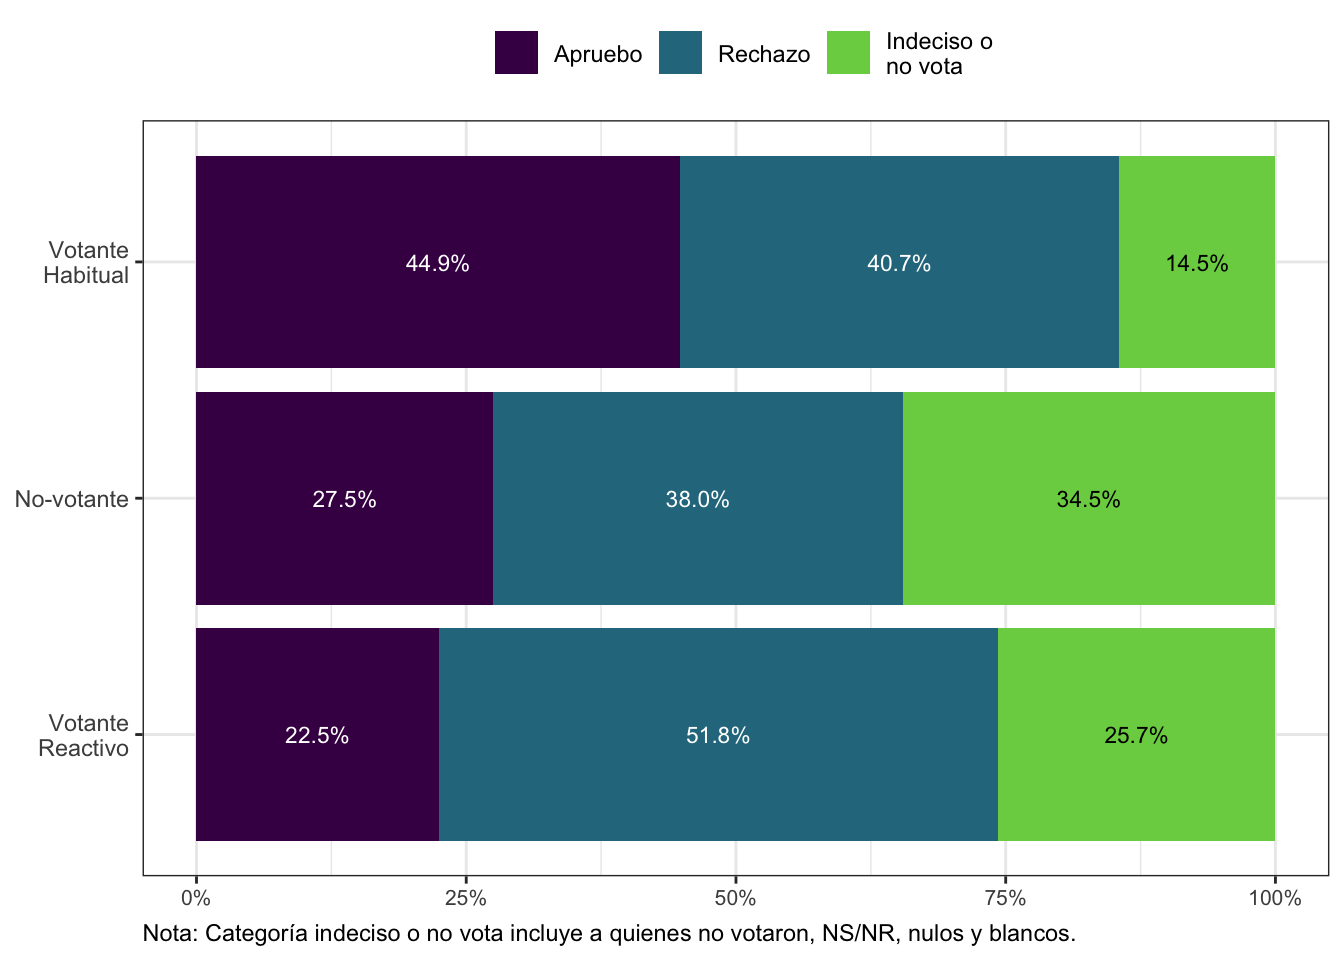 Apruebo
Rechazo
Indeciso o
no vota
Votante
Habitual
44.9%
40.7%
14.5%
No-votante
27.5%
38.0%
34.5%
Votante
Reactivo
22.5%
51.8%
25.7%
0%
25%
50%
75%
100%
Nota: Categoría indeciso o no vota incluye a quienes no votaron, NS/NR, nulos y blancos.